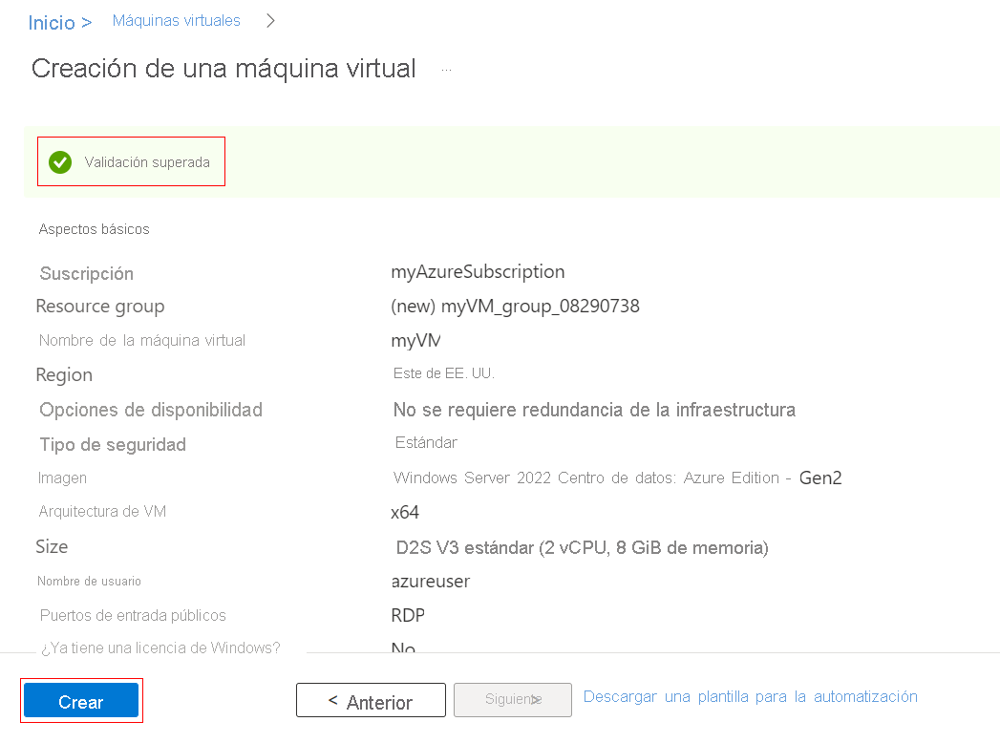 Inicio > Máquinas virtuales >
Creación de una máquina virtual ...
Validación superada
Aspectos básicos
Suscripción myAzureSubscription
Resource group (new) myVM_group_08290738
Nombre de la máquina virtual myVM
Region Este de EE. UU.
Opciones de disponibilidad No se requiere redundancia de la infraestructura
Tipo de seguridad Estándar
Imagen Windows Server 2022 Centro de datos: Azure Edition - Gen2
Arquitectura de VM x64
Size D2S V3 estándar (2 vCPU, 8 GiB de memoria)
Nombre de usuario azureuser
Puertos de entrada públicos RDP
¿Ya tiene una licencia de Windows? No
Crear < Anterior Siguiente > Descargar una plantilla para la automatización